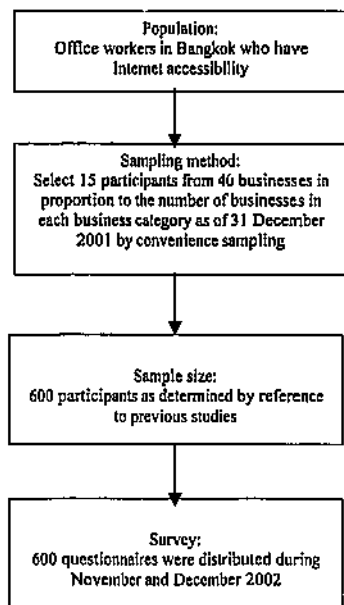 Population:
Office workers in Bangkok who have
Internet accessibility
Sampling method:
Select 15 participants from 40 businesses in
proportion to the number of businesses in
each business category as of 31 December
2001 by convenience sampling
Sample size:
600 participants as determined by reference
to previous studies
Survey:
600 questionnaires were distributed during
November and December 2002